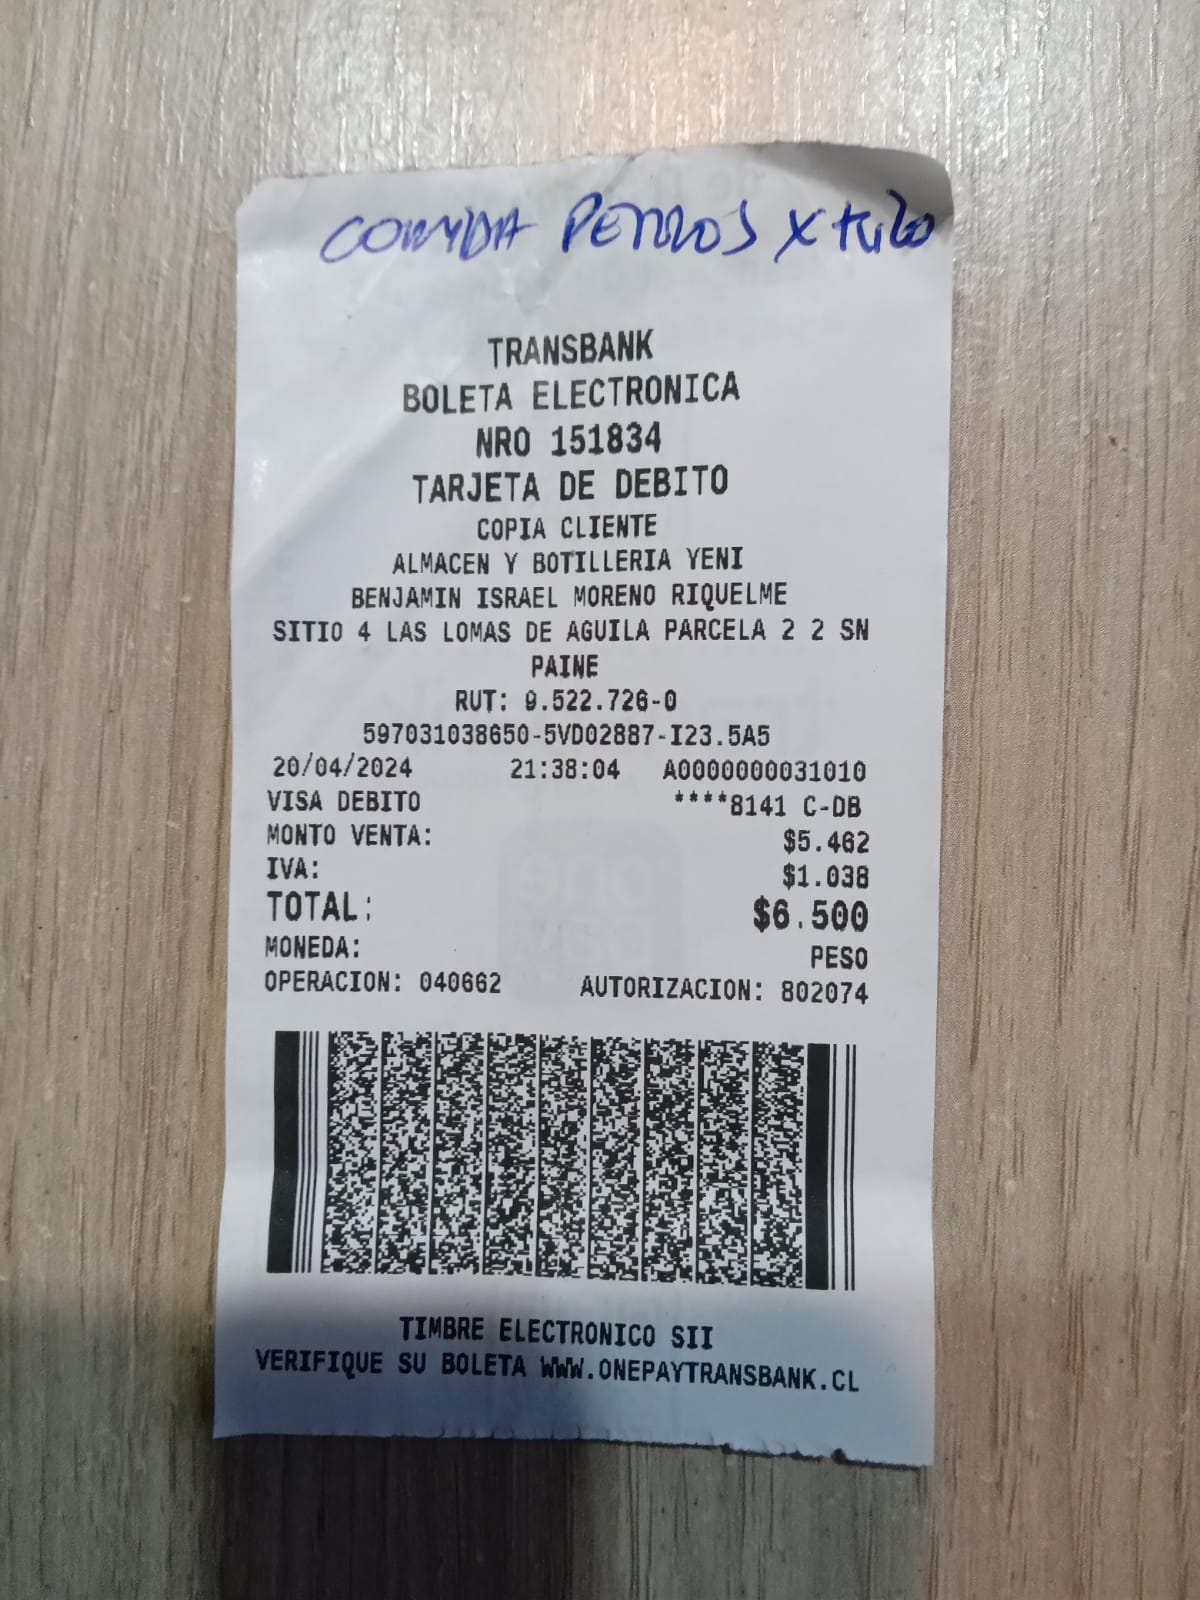 COMIDA PERROS X kilo
TRANSBANK
BOLETA ELECTRONICA
NRO 151834
TARJETA DE DEBITO
COPIA CLIENTE
ALMACEN Y BOTILLERIA YENI
BENJAMIN ISRAEL MORENO RIQUELME
SITIO 4 LAS LOMAS DE AGUILA PARCELA 2 2 SN
PAINE
RUT: 9.522.726-0
597031038650-5VD02887-I23.5A5
20/04/2024 21:38:04 A0000000031010
VISA DEBITO ****8141 C-DB
MONTO VENTA: $5.462
IVA: $1.038
TOTAL: $6.500
MONEDA: PESO
OPERACION: 040662 AUTORIZACION: 802074
TIMBRE ELECTRONICO SII
VERIFIQUE SU BOLETA WWW.ONEPAYTRANSBANK.CL